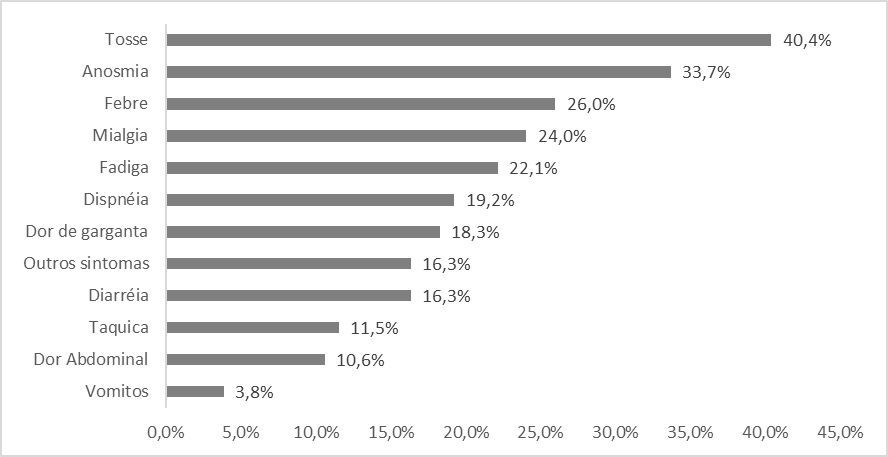 Tosse 40,4%
Anosmia 33,7%
Febre 26,0%
Mialgia 24,0%
Fadiga 22,1%
Dispnéia 19,2%
Dor de garganta 18,3%
Outros sintomas 16,3%
Diarréia 16,3%
Taquica 11,5%
Dor Abdominal 10,6%
Vomitos 3,8%
0,0% 5,0% 10,0% 15,0% 20,0% 25,0% 30,0% 35,0% 40,0% 45,0%